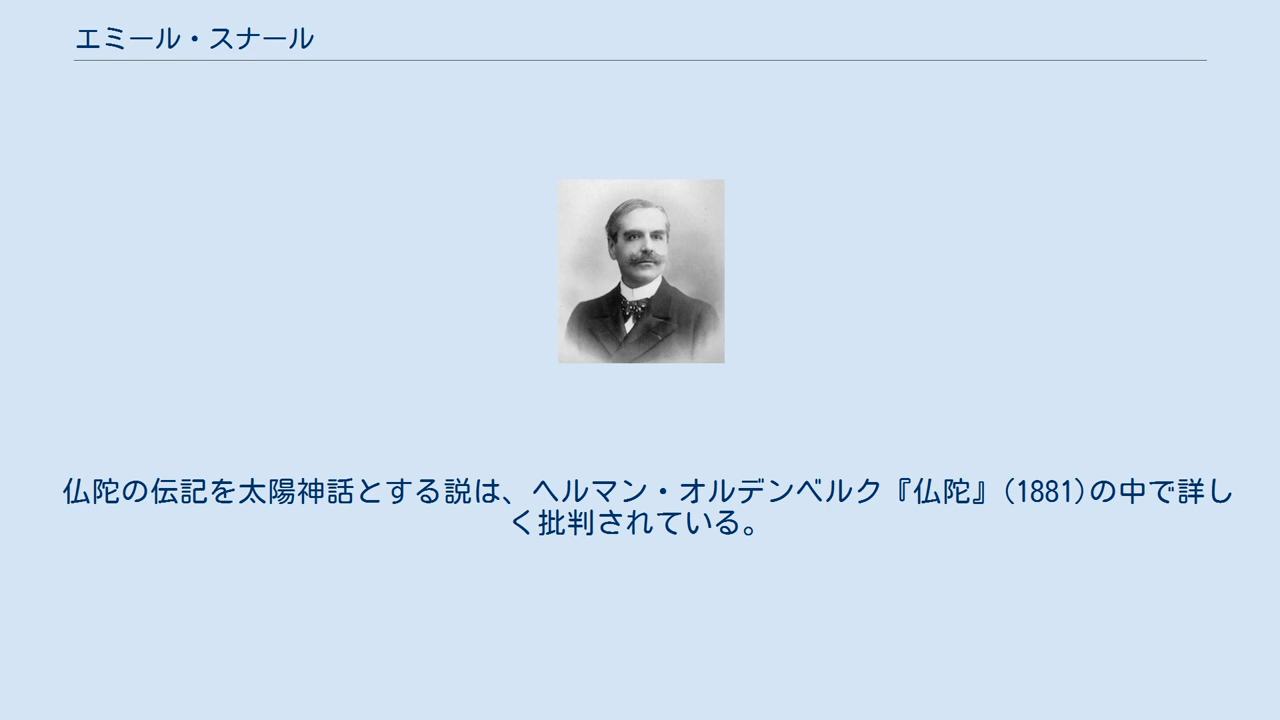 エミール・スナール
仏陀の伝記を太陽神話とする説は、ヘルマン・オルデンベルク『仏陀』(1881)の中で詳し
く批判されている。